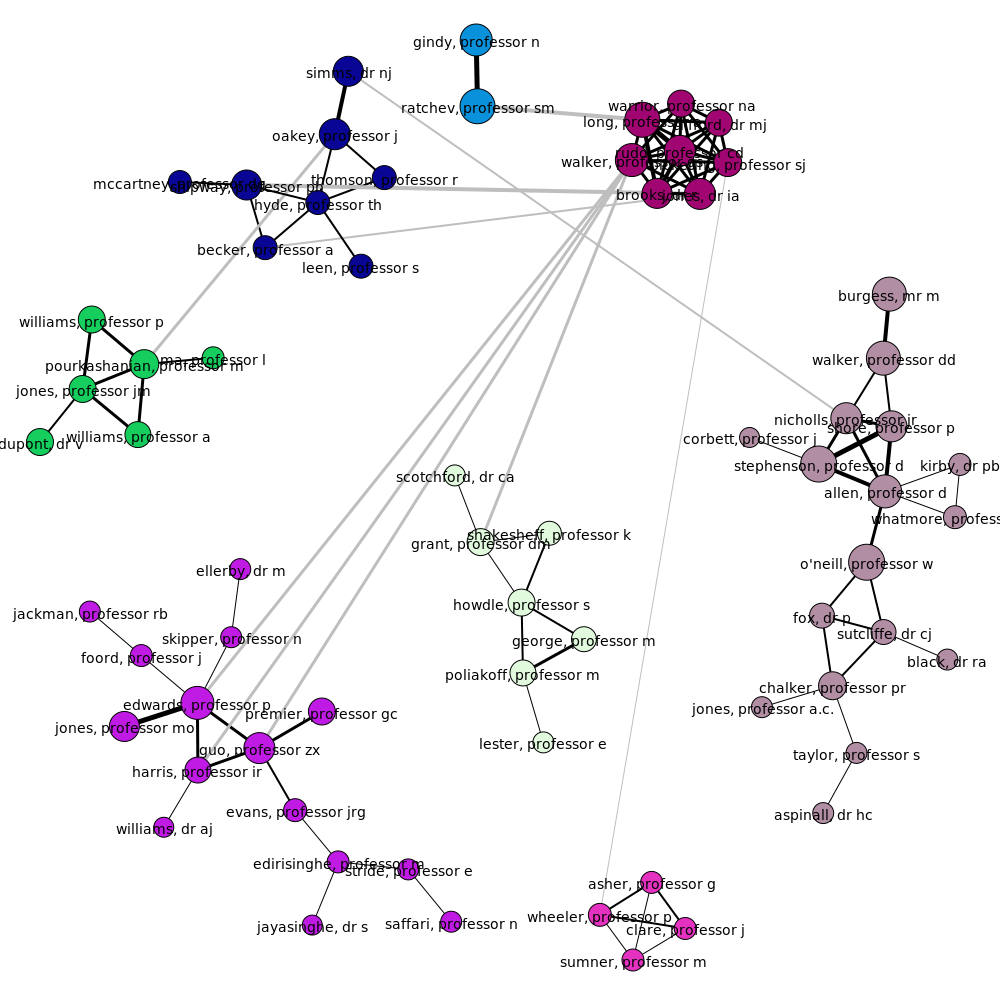 gindy, professor n
simms, dr nj
ratchev, professor sm
warrior, professor na
long, professor
ford, dr mj
oakey, professor j
rudd, professor cd
walker, professor
professor sj
thomson, professor r
mccartney, professor
professor
brooks, dr
jones, dr ia
hyde, professor th
becker, professor a
leen, professor s
burgess, mr m
williams, professor p
ma, professor l
pourkashanian, professor m
walker, professor dd
jones, professor jm
nicholls, professor jr
shore, professor p
dupont, dr v
williams, professor a
corbett, professor j
stephenson, professor d
kirby, dr pb
scotchford, dr ca
allen, professor d
whatmore, profess
shakesheff, professor k
grant, professor dm
o'neill, professor w
ellerby, dr m
howdle, professor s
jackman, professor rb
fox, dr p
sutcliffe, dr cj
skipper, professor n
george, professor m
foord, professor j
black, dr ra
poliakoff, professor m
chalker, professor pr
edwards, professor p
jones, professor a.c.
premier, professor gc
jones, professor mo
guo, professor zx
lester, professor e
taylor, professor s
harris, professor ir
evans, professor jrg
aspinall, dr hc
williams, dr aj
edirisinghe, professor m
stride, professor e
asher, professor g
wheeler, professor p
saffari, professor n
jayasinghe, dr s
clare, professor j
sumner, professor m